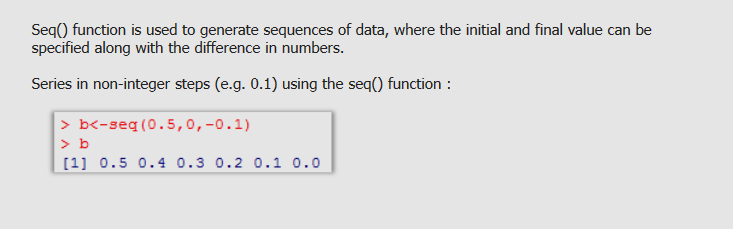 Seq() function is used to generate sequences of data, where the initial and final value can be
specified along with the difference in numbers.
Series in non-integer steps (e.g. 0.1) using the seq() function :
> b<-seq(0.5,0,-0.1)
> b
[1] 0.5 0.4 0.3 0.2 0.1 0.0